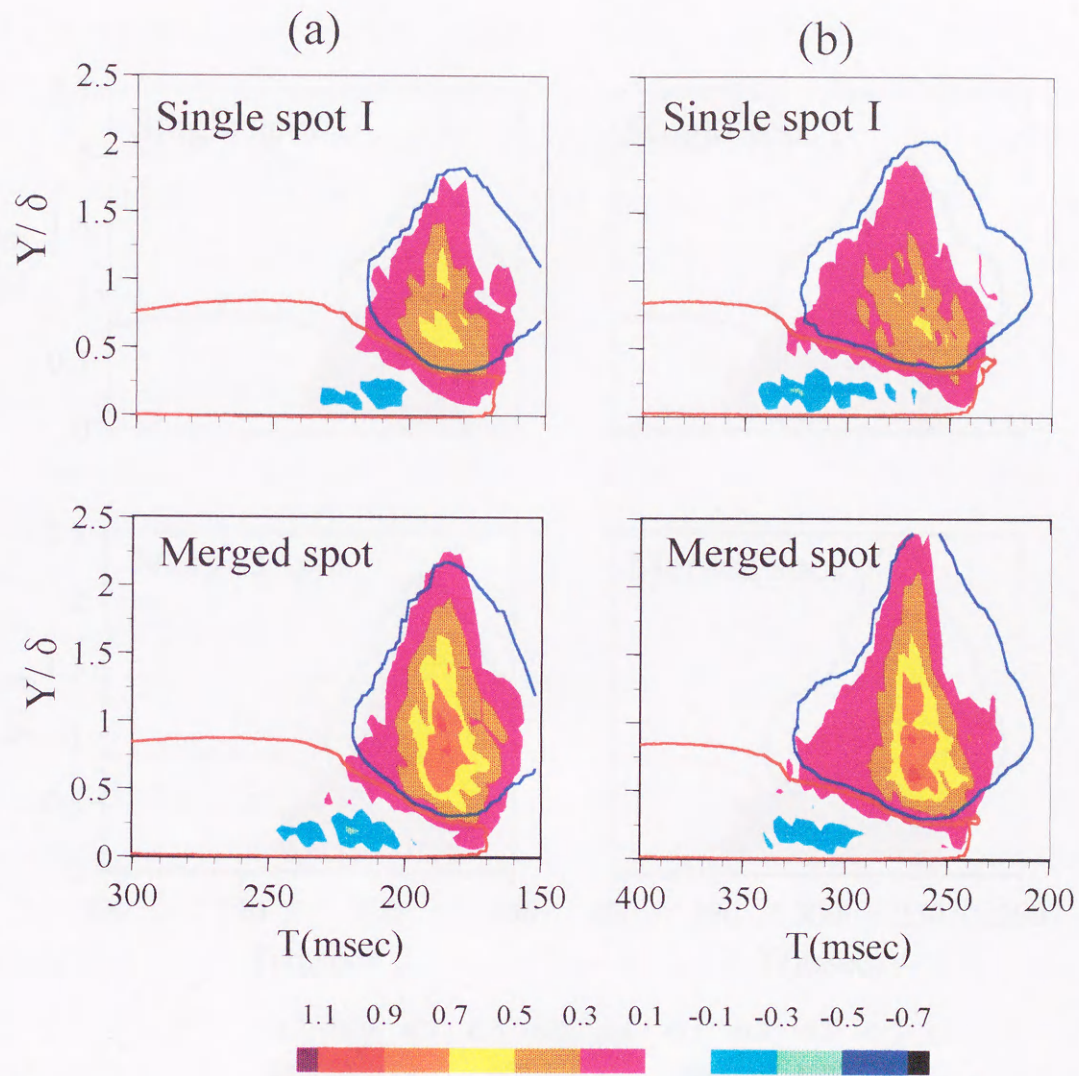 (a)
(b)
2.5
2
1.5
1
0.5
0
Y/ δ
Single spot I
Single spot I
2.5
2
1.5
1
0.5
0
Y/ δ
Merged spot
Merged spot
300 250 200 150
400 350 300 250 200
T(msec)
T(msec)
1.1 0.9 0.7 0.5 0.3 0.1 -0.1 -0.3 -0.5 -0.7